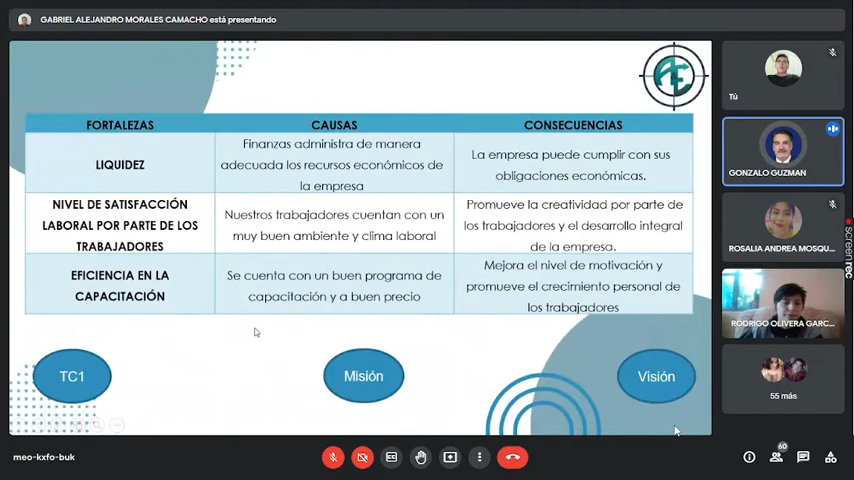 GABRIEL ALEJANDRO MORALES CAMACHO está presentando
FORTALEZAS
CAUSAS
CONSECUENCIAS
LIQUIDEZ
Finanzas administra de manera
adecuada los recursos económicos de
la empresa
La empresa puede cumplir con sus
obligaciones económicas.
NIVEL DE SATISFACCIÓN
LABORAL POR PARTE DE LOS
TRABAJADORES
Nuestros trabajadores cuentan con un
muy buen ambiente y clima laboral
Promueve la creatividad por parte de
los trabajadores y el desarrollo integral
de la empresa.
EFICIENCIA EN LA
CAPACITACIÓN
Se cuenta con un buen programa de
capacitación y a buen precio
Mejora el nivel de motivación y
promueve el crecimiento personal de
los trabajadores
TC1
Misión
Visión
Tú
GONZALO GUZMAN
ROSALIA ANDREA MOSQU...
RODRIGO OLIVERA GARC...
55 más
screenrec
meo-kxfo-buk
60